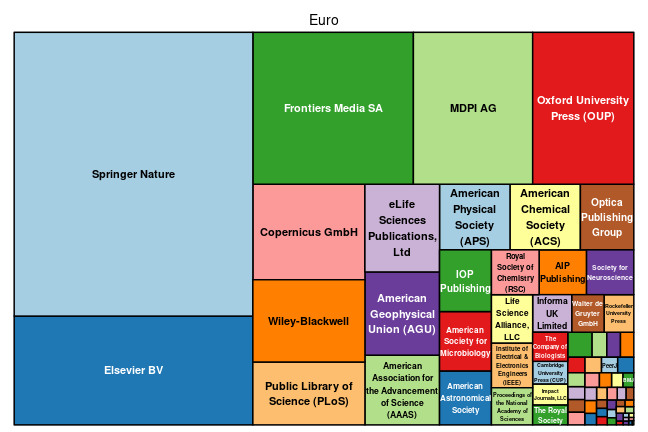 Euro
Springer Nature
Elsevier BV
Frontiers Media SA
MDPI AG
Oxford University
Press (OUP)
Copernicus GmbH
Wiley-Blackwell
Public Library of
Science (PLoS)
eLife
Sciences
Publications,
Ltd
American
Geophysical
Union (AGU)
American
Association for
the Advancement
of Science
(AAAS)
American
Physical
Society
(APS)
American
Chemical
Society
(ACS)
Optica
Publishing
Group
IOP
Publishing
American
Society for
Microbiology
American
Astronomical
Society
Royal
Society of
Chemisry
(RSC)
AIP
Publishing
Society for
Neuroscience
Life
Science
Alliance,
LLC
Institute of
Electrical &
Electronics
Engineers
(IEEE)
Proceedings of
the National
Academy of
Sciences
Informa
UK
Limited
Walter de
Gruyter
GmbH
Rockefeller
University
Press
The
Company of
Biologists
Cambridge
University
Press (CUP)
Impact
Journals, LLC
The Royal
Society
PeerJ
BMJ